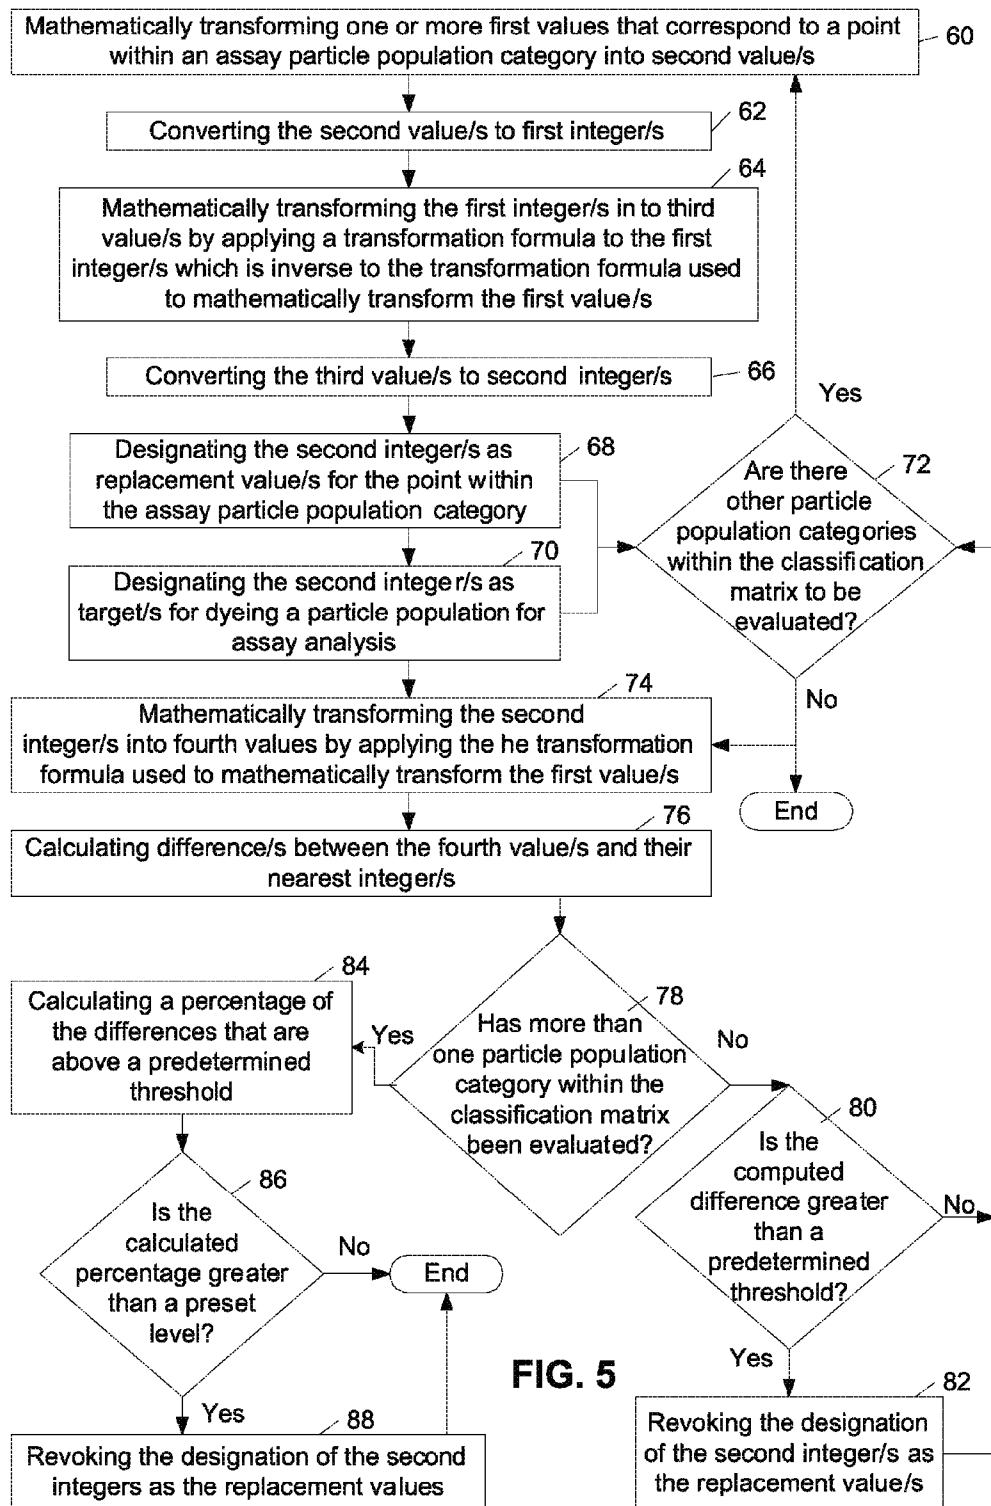 Mathematically transforming one or more first values that correspond to a point
within an assay particle population category into second value/s
60
62
Converting the second value/s to first integer/s
64
Mathematically transforming the first integer/s in to third
value/s by applying a transformation formula to the first
integer/s which is inverse to the transformation formula used
to mathematically transform the first value/s
Converting the third value/s to second integer/s
66
Yes
Designating the second integer/s as
replacement value/s for the point within
the assay particle population category
68
72
Are there
other particle
population categories
within the classification
matrix to be
evaluated?
70
Designating the second integer/s as
target/s for dyeing a particle population for
assay analysis
No
74
Mathematically transforming the second
integer/s into fourth values by applying the he transformation
formula used to mathematically transform the first value/s
End
76
Calculating difference/s between the fourth value/s and their
nearest integer/s
84
Calculating a percentage of
the differences that are
above a predetermined
threshold
Yes
78
Has more than
one particle population
category within the
classification matrix
been evaluated?
No
80
Is the
computed
difference greater
than a
predetermined
threshold?
No
86
Is the
calculated
percentage greater
than a preset
level?
No
End
Yes
FIG. 5
Yes
88
Revoking the designation of the second
integers as the replacement values
82
Revoking the designation
of the second integer/s as
the replacement value/s